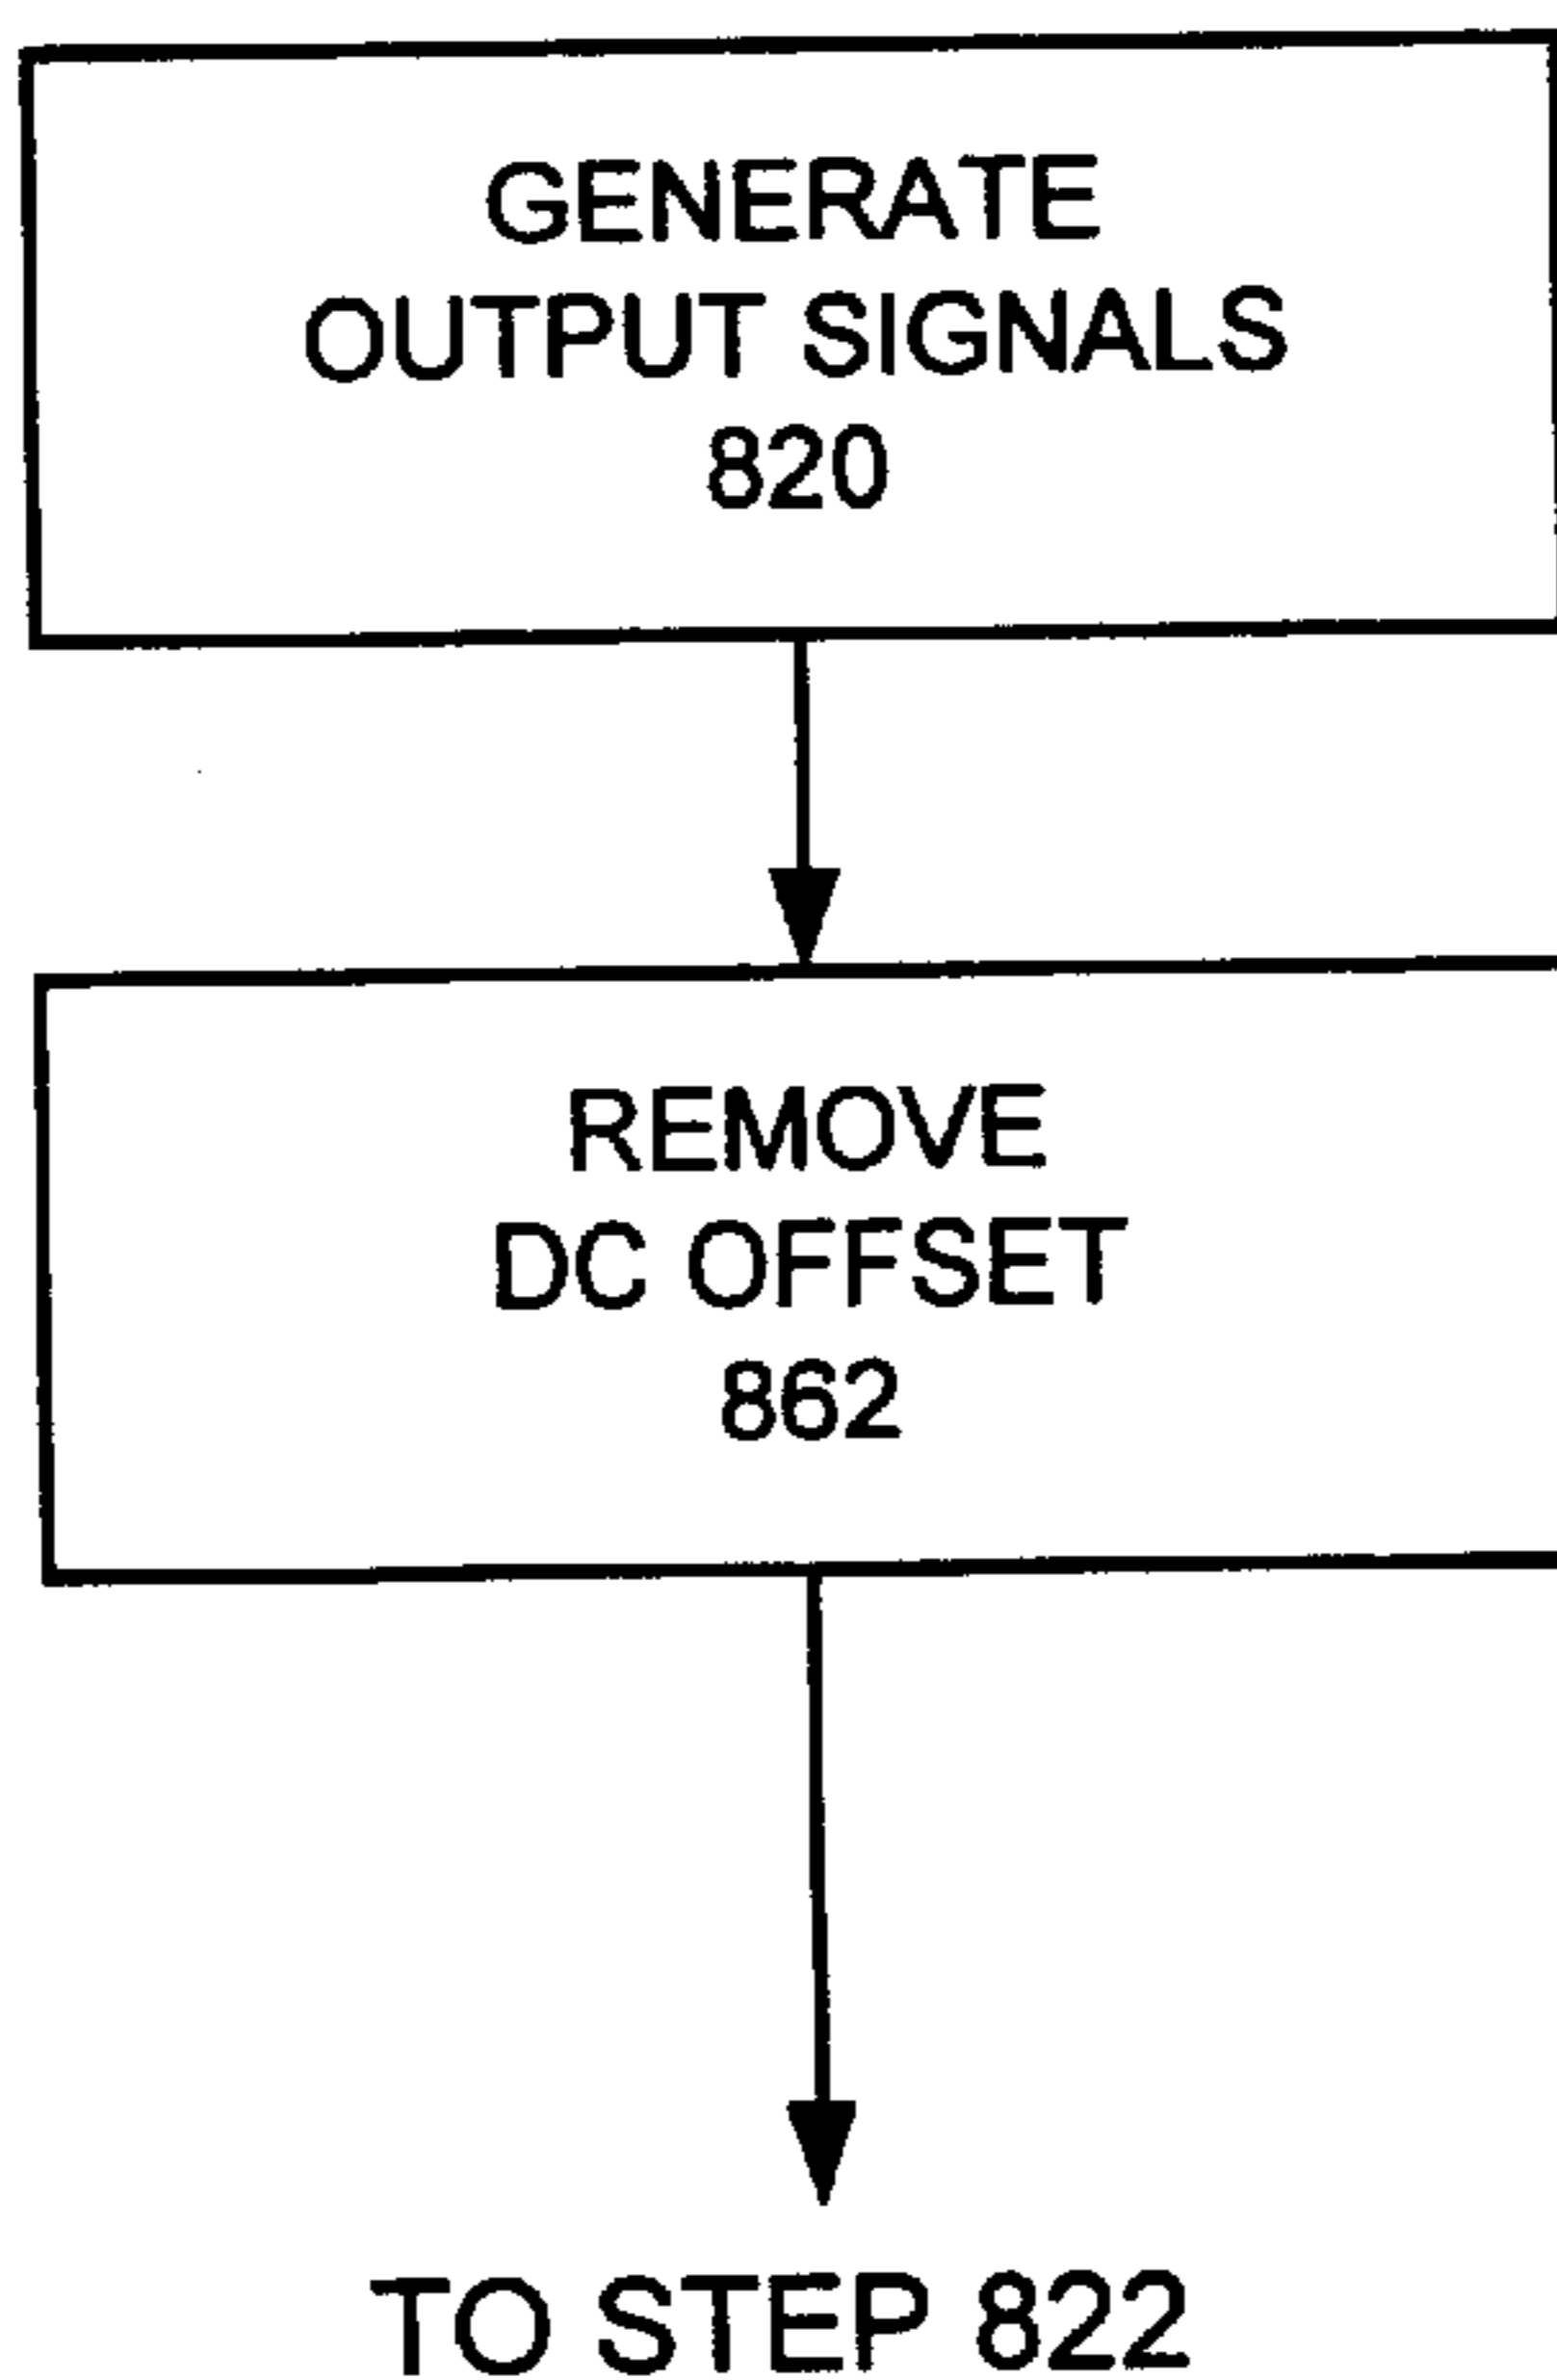 GENERATE
OUTPUT SIGNALS
820
REMOVE
DC OFFSET
862
TO STEP 822